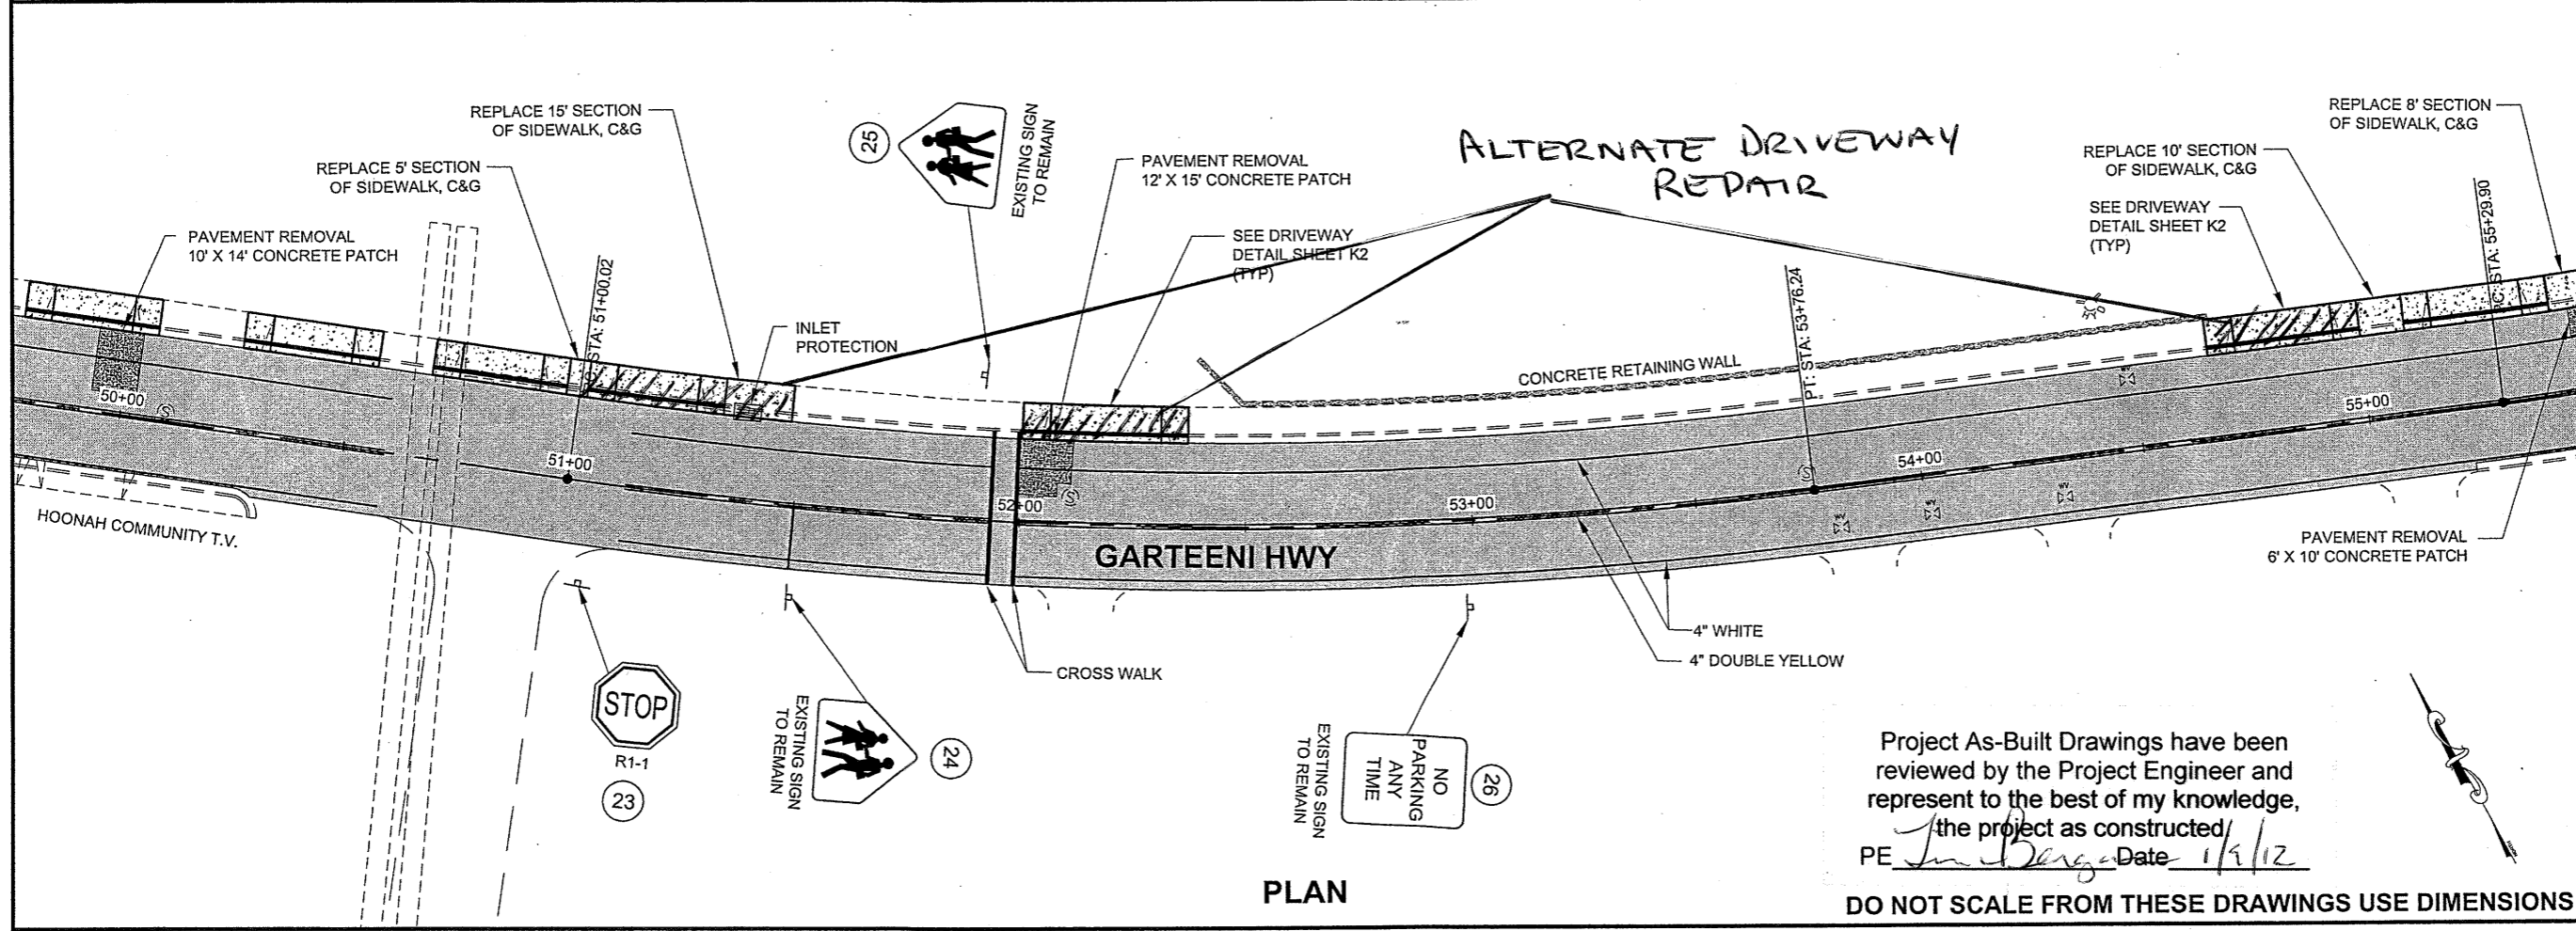 REPLACE 15' SECTION
OF SIDEWALK, C&G
REPLACE 5' SECTION
OF SIDEWALK, C&G
PAVEMENT REMOVAL
10' X 14' CONCRETE PATCH
25
EXISTING SIGN
TO REMAIN
PAVEMENT REMOVAL
12' X 15' CONCRETE PATCH
SEE DRIVEWAY
DETAIL SHEET K2
(TYP)
INLET
PROTECTION
ALTERNATE DRIVEWAY
REPAIR
REPLACE 8' SECTION
OF SIDEWALK, C&G
REPLACE 10' SECTION
OF SIDEWALK, C&G
SEE DRIVEWAY
DETAIL SHEET K2
(TYP)
STA: 51+00.02
PT: STA: 53+76.24
PC: STA: 55+29.90
CONCRETE RETAINING WALL
50+00
S
51+00
52+00
S
53+00
S
54+00
55+00
HOONAH COMMUNITY T.V.
GARTEENI HWY
PAVEMENT REMOVAL
6' X 10' CONCRETE PATCH
4" WHITE
4" DOUBLE YELLOW
CROSS WALK
STOP
R1-1
23
EXISTING SIGN
TO REMAIN
24
EXISTING SIGN
TO REMAIN
NO
PARKING
ANY
TIME
26
Project As-Built Drawings have been
reviewed by the Project Engineer and
represent to the best of my knowledge,
the project as constructed
PE Date 1/9/12
PLAN
DO NOT SCALE FROM THESE DRAWINGS USE DIMENSIONS